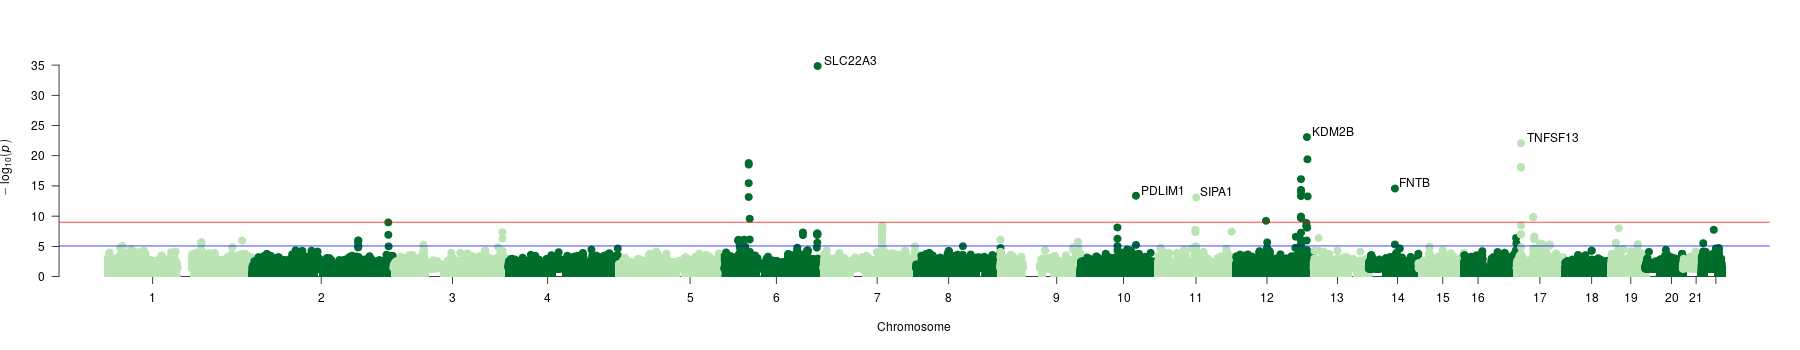 35
SLC22A3
30
25
KDM2B
TNFSF13
20
15
PDLIM1
SIPA1
FNTB
10
5
0
− log₁₀(p)
1 2 3 4 5 6 7 8 9 10 11 12 13 14 15 16 17 18 19 20 21
Chromosome